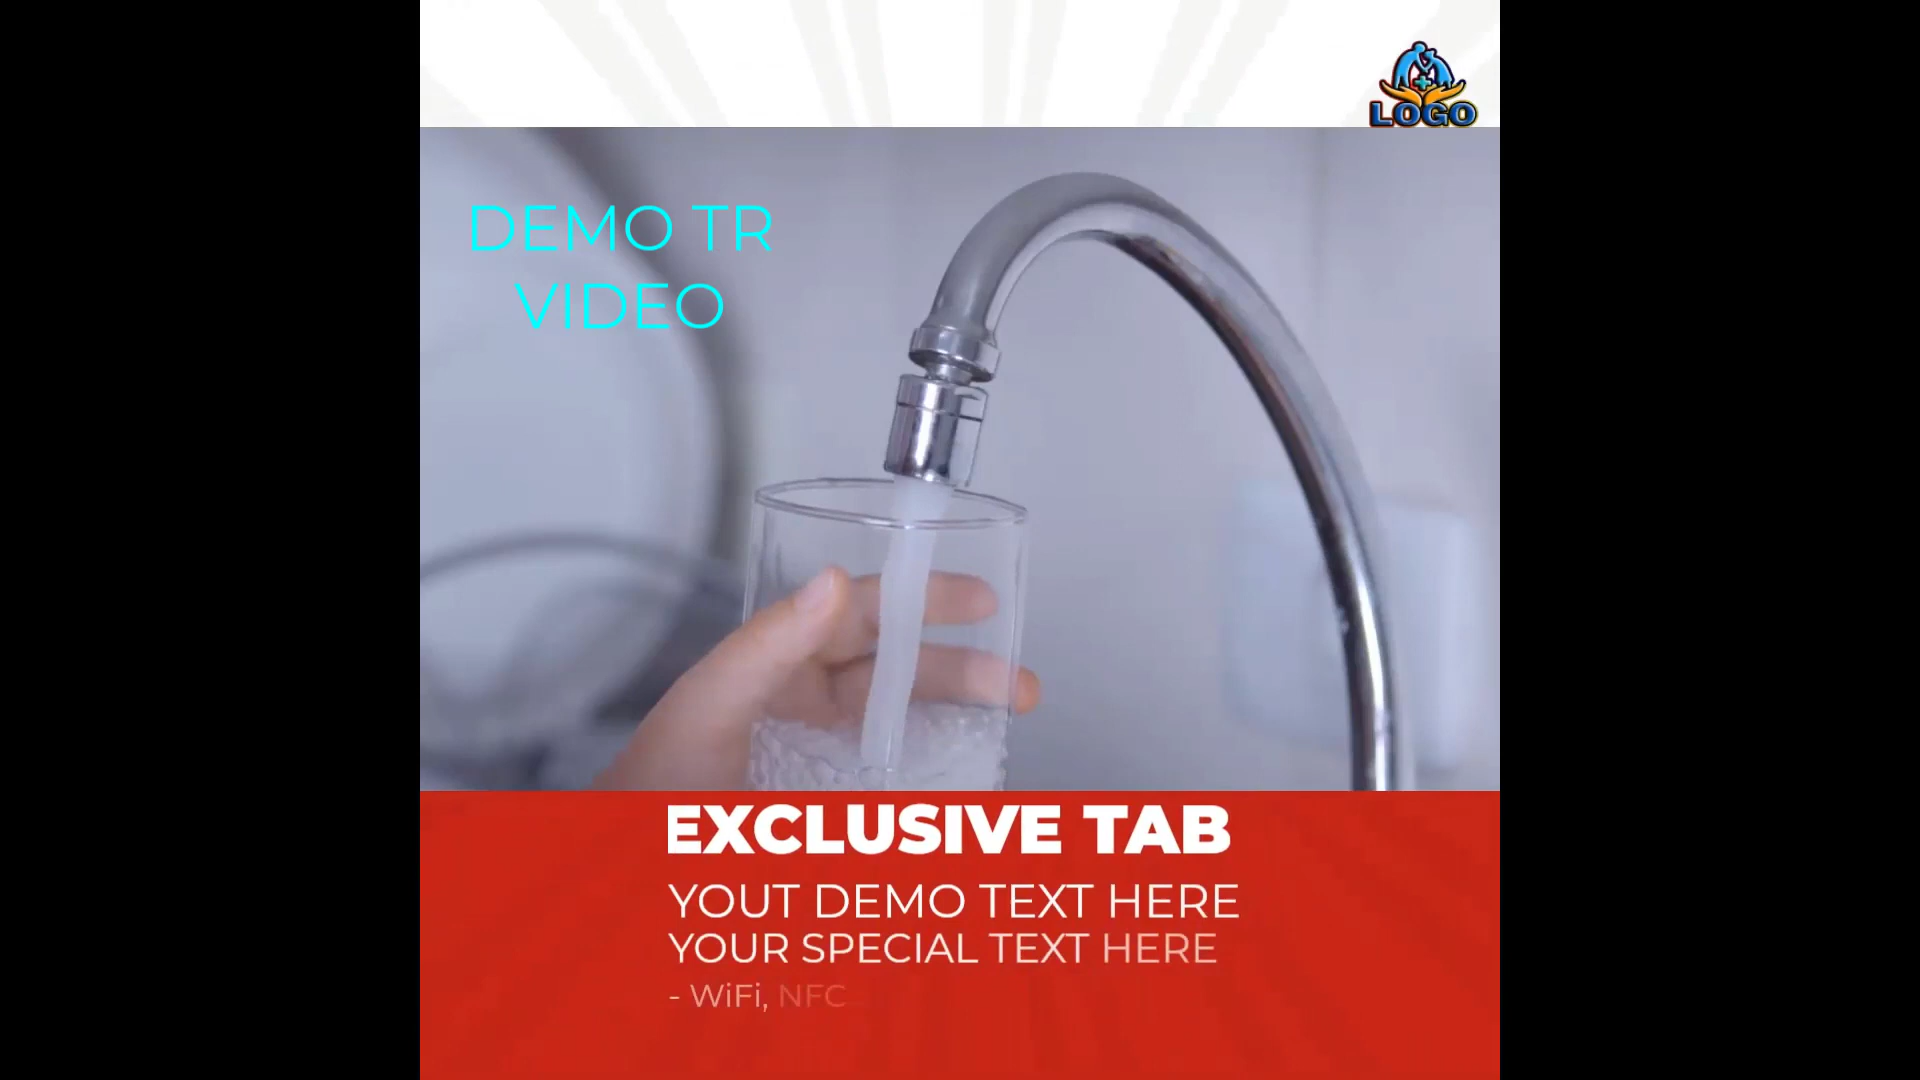 LOGO
DEMO TR
VIDEO
EXCLUSIVE TAB
YOUT DEMO TEXT HERE
YOUR SPECIAL TEXT HERE
- WiFi, NFC